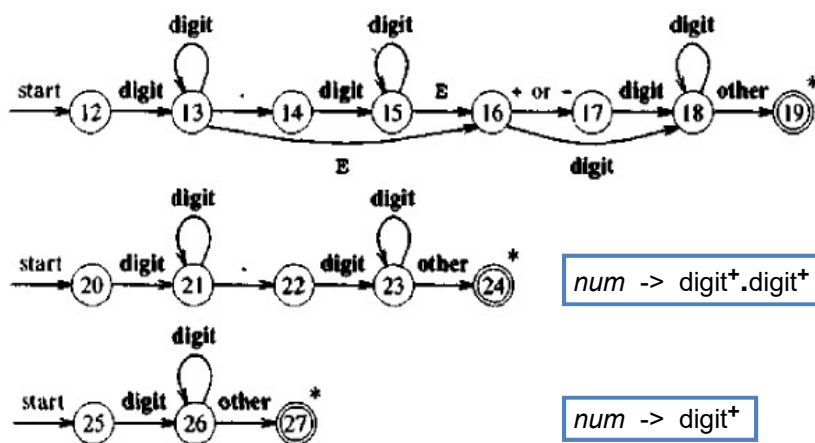 digit digit digit
start digit . digit E + or - digit other *
12 13 14 15 16 17 18 19
E digit
digit digit
start digit . digit other *
20 21 22 23 24
num -> digit+.digit+
digit
start digit other *
25 26 27
num -> digit+